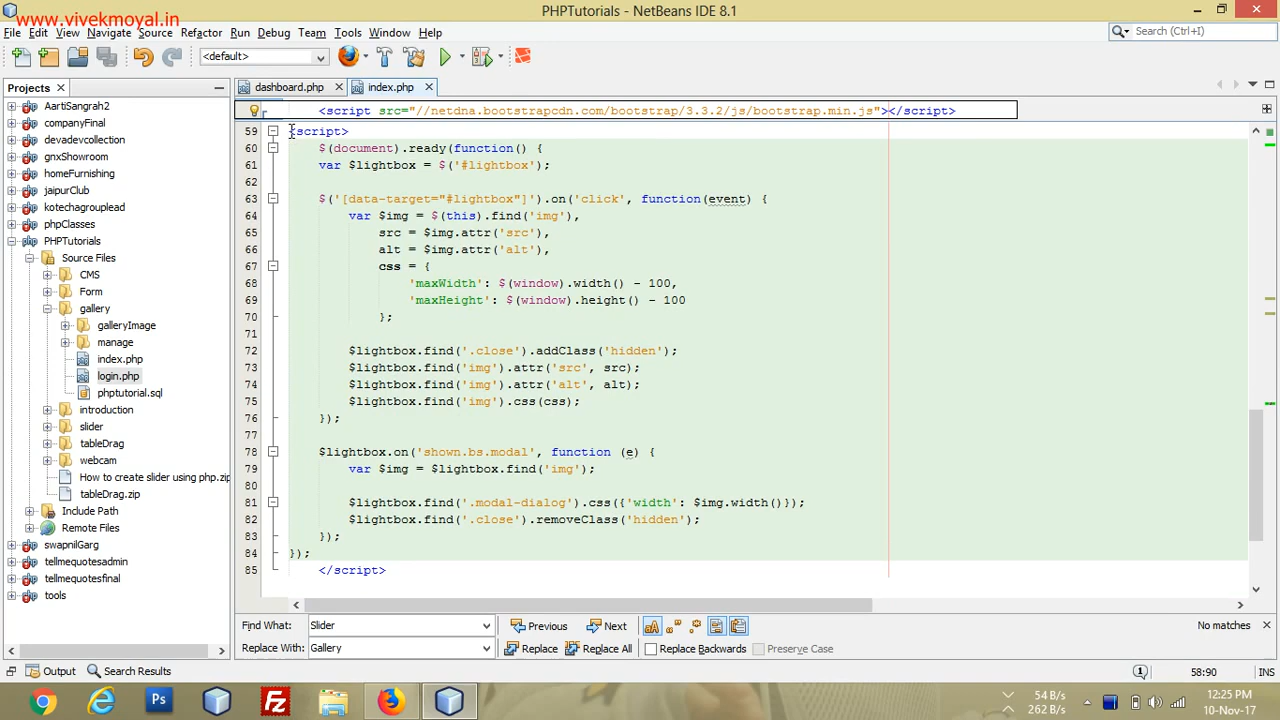 PHPTutorials - NetBeans IDE 8.1
www.vivekmoyal.in
File Edit View Navigate Source Refactor Run Debug Team Tools Window Help
Search (Ctrl+I)
<default>
Projects
dashboard.php
index.php
AartiSangrah2
companyFinal
devadevcollection
gnxShowroom
homeFurnishing
jaipurClub
kotechagrouplead
phpClasses
PHPTutorials
Source Files
CMS
Form
gallery
galleryImage
manage
index.php
login.php
phptutorial.sql
introduction
slider
tableDrag
webcam
How to create slider using php.zip
tableDrag.zip
Include Path
Remote Files
swapnilGarg
tellmequotesadmin
tellmequotesfinal
tools
<script src="//netdna.bootstrapcdn.com/bootstrap/3.3.2/js/bootstrap.min.js"></script>
59 <script>
60 $(document).ready(function() {
61 var $lightbox = $('#lightbox');
62
63 $('[data-target="#lightbox"]').on('click', function(event) {
64 var $img = $(this).find('img'),
65 src = $img.attr('src'),
66 alt = $img.attr('alt'),
67 css = {
68 'maxWidth': $(window).width() - 100,
69 'maxHeight': $(window).height() - 100
70 };
71
72 $lightbox.find('.close').addClass('hidden');
73 $lightbox.find('img').attr('src', src);
74 $lightbox.find('img').attr('alt', alt);
75 $lightbox.find('img').css(css);
76 });
77
78 $lightbox.on('shown.bs.modal', function (e) {
79 var $img = $lightbox.find('img');
80
81 $lightbox.find('.modal-dialog').css({'width': $img.width()});
82 $lightbox.find('.close').removeClass('hidden');
83 });
84 });
85 </script>
Find What: Slider Previous Next No matches
Replace With: Gallery Replace Replace All Replace Backwards Preserve Case
Output Search Results 58:90 INS
54 B/s
262 B/s
12:25 PM
10-Nov-17